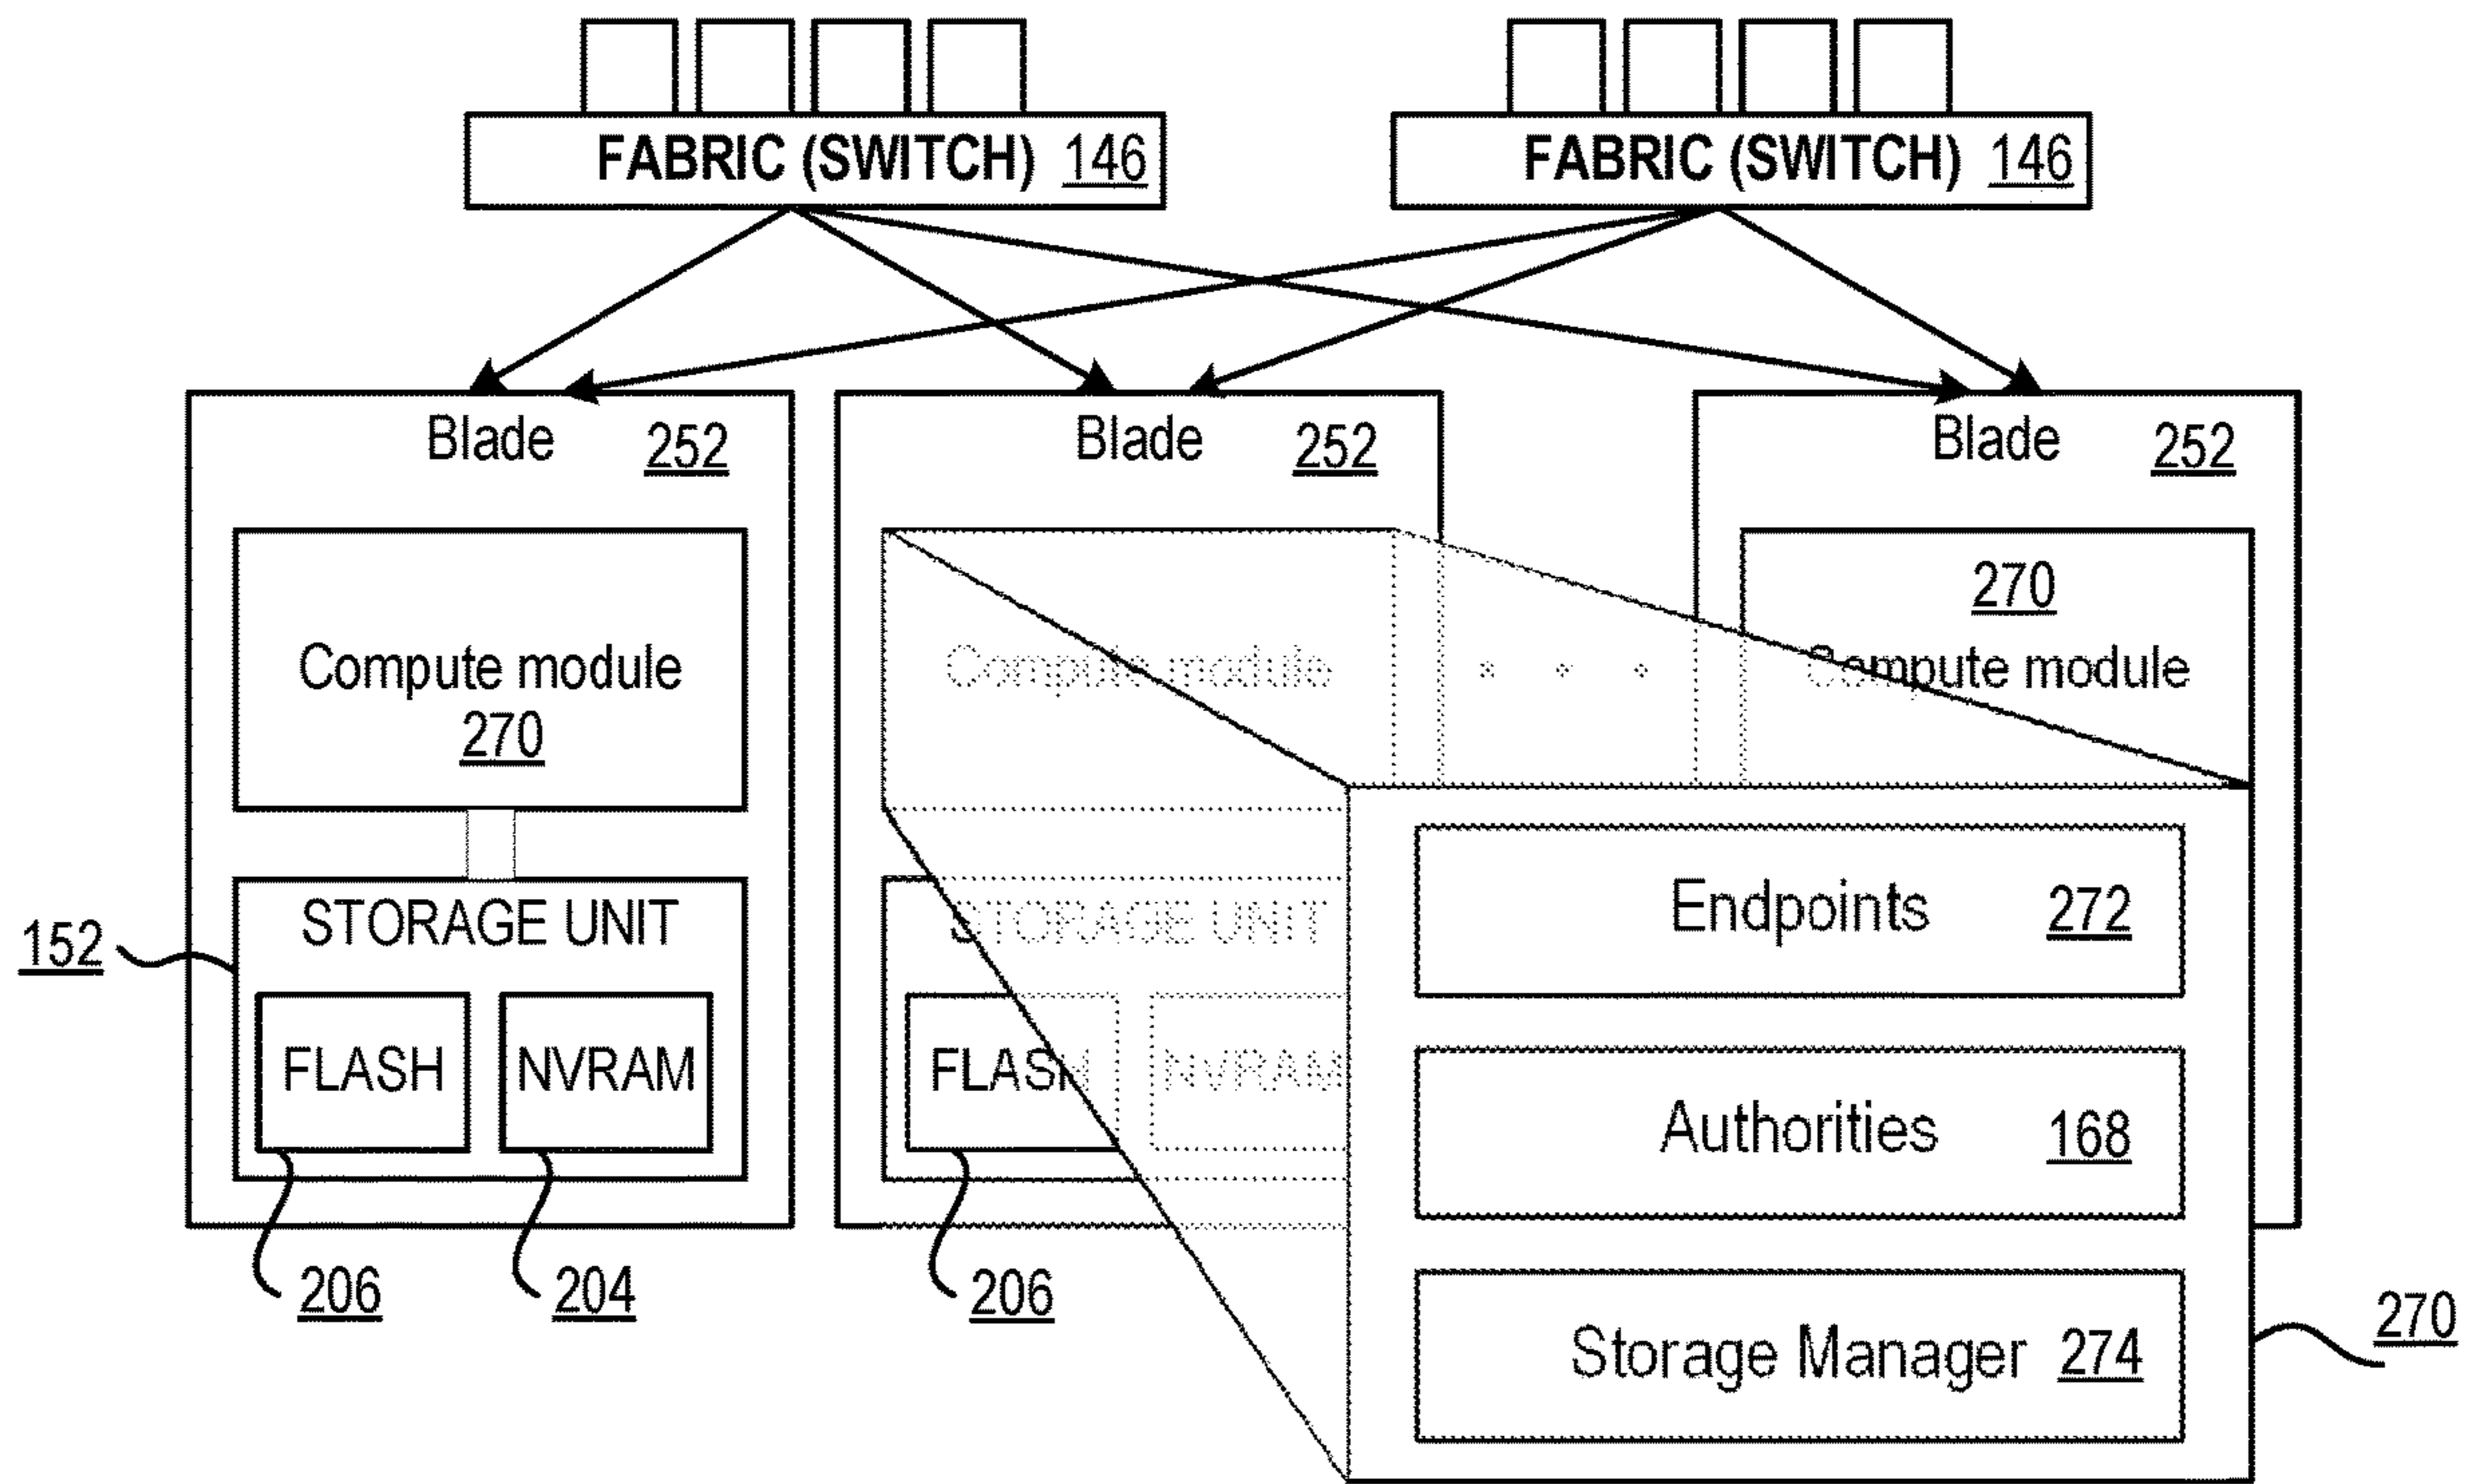 FABRIC (SWITCH) 146
FABRIC (SWITCH) 146
Blade 252
Blade 252
Blade 252
Compute module
270
Compute module
270
Compute module
152
STORAGE UNIT
FLASH
NVRAM
206
204
STORAGE UNIT
FLASH
NVRAM
206
Endpoints 272
Authorities 168
Storage Manager 274
270